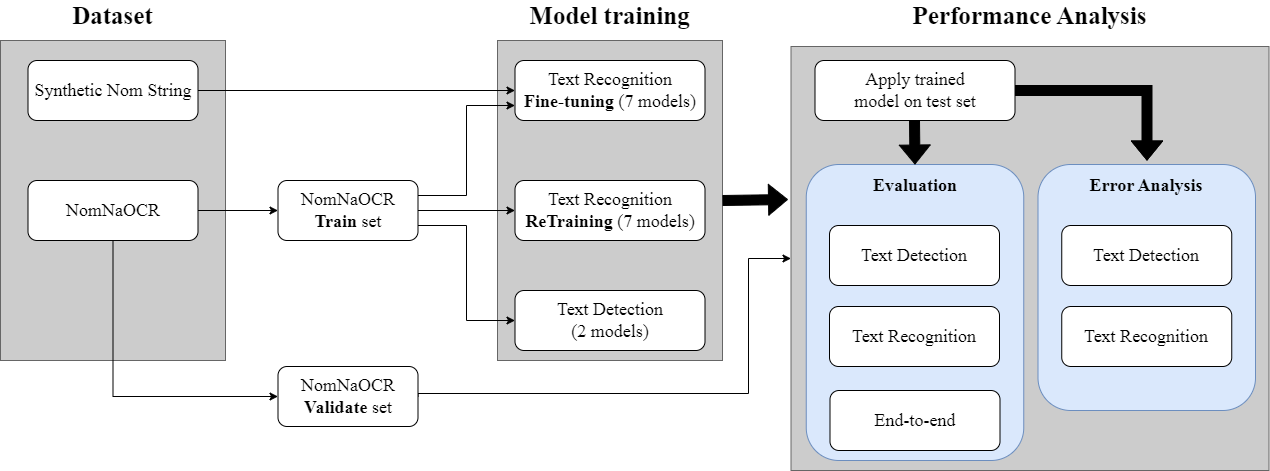 Dataset
Synthetic Nom String
NomNaOCR
NomNaOCR
Train set
NomNaOCR
Validate set
Model training
Text Recognition
Fine-tuning (7 models)
Text Recognition
ReTraining (7 models)
Text Detection
(2 models)
Performance Analysis
Apply trained
model on test set
Evaluation
Text Detection
Text Recognition
End-to-end
Error Analysis
Text Detection
Text Recognition